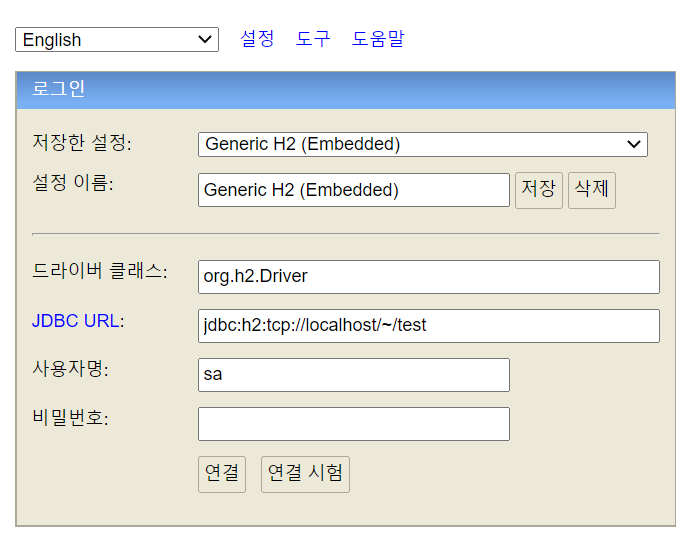 English 설정 도구 도움말
로그인
저장한 설정: Generic H2 (Embedded)
설정 이름: Generic H2 (Embedded) 저장 삭제
드라이버 클래스: org.h2.Driver
JDBC URL: jdbc:h2:tcp://localhost/~/test
사용자명: sa
비밀번호:
연결 연결 시험